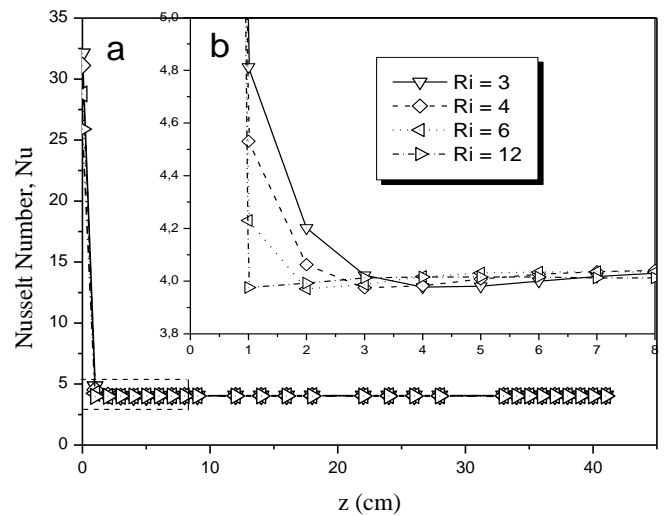 a
b
35
30
25
20
15
10
5
0
Nusselt Number, Nu
5,0
4,8
4,6
4,4
4,2
4,0
3,8
0 1 2 3 4 5 6 7 8
Ri = 3
Ri = 4
Ri = 6
Ri = 12
0 10 20 30 40
z (cm)